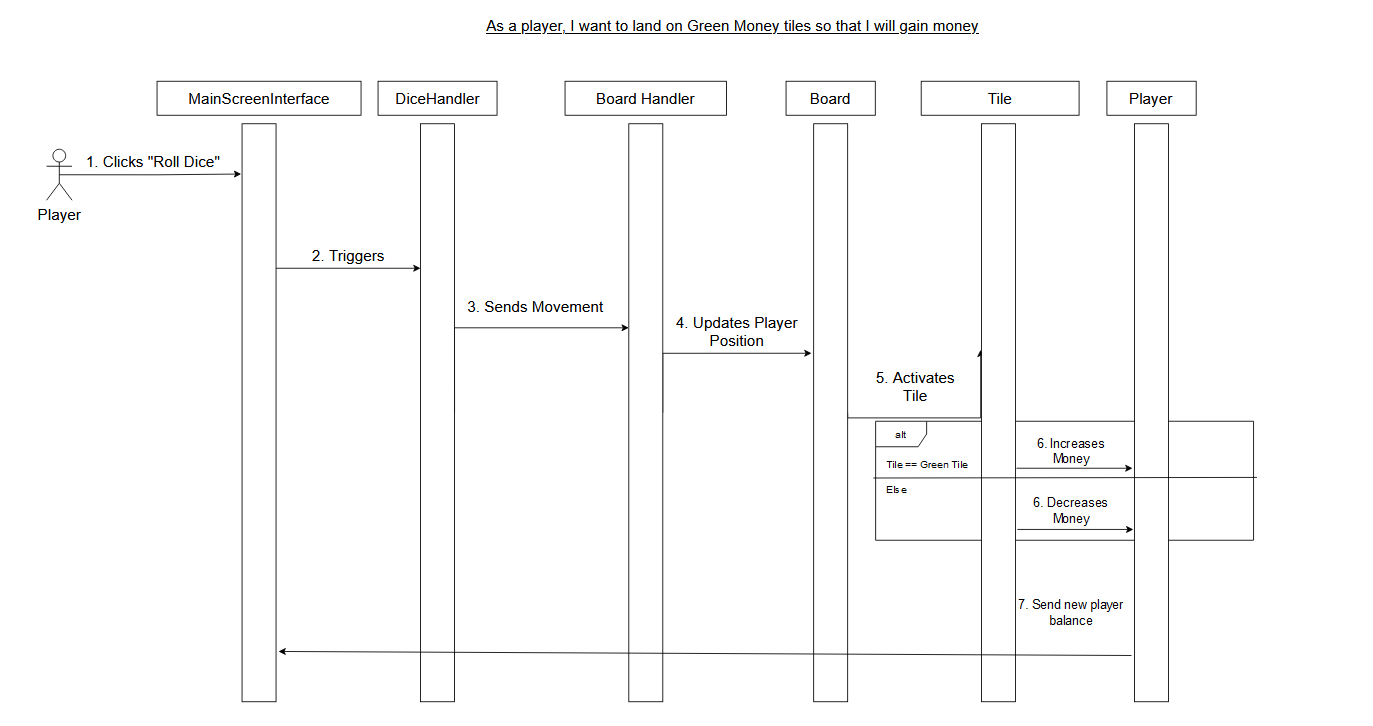 As a player, I want to land on Green Money tiles so that I will gain money
MainScreenInterface
DiceHandler
Board Handler
Board
Tile
Player
1. Clicks "Roll Dice"
Player
2. Triggers
3. Sends Movement
4. Updates Player
Position
5. Activates
Tile
alt
Tile == Green Tile
6. Increases
Money
Else
6. Decreases
Money
7. Send new player
balance